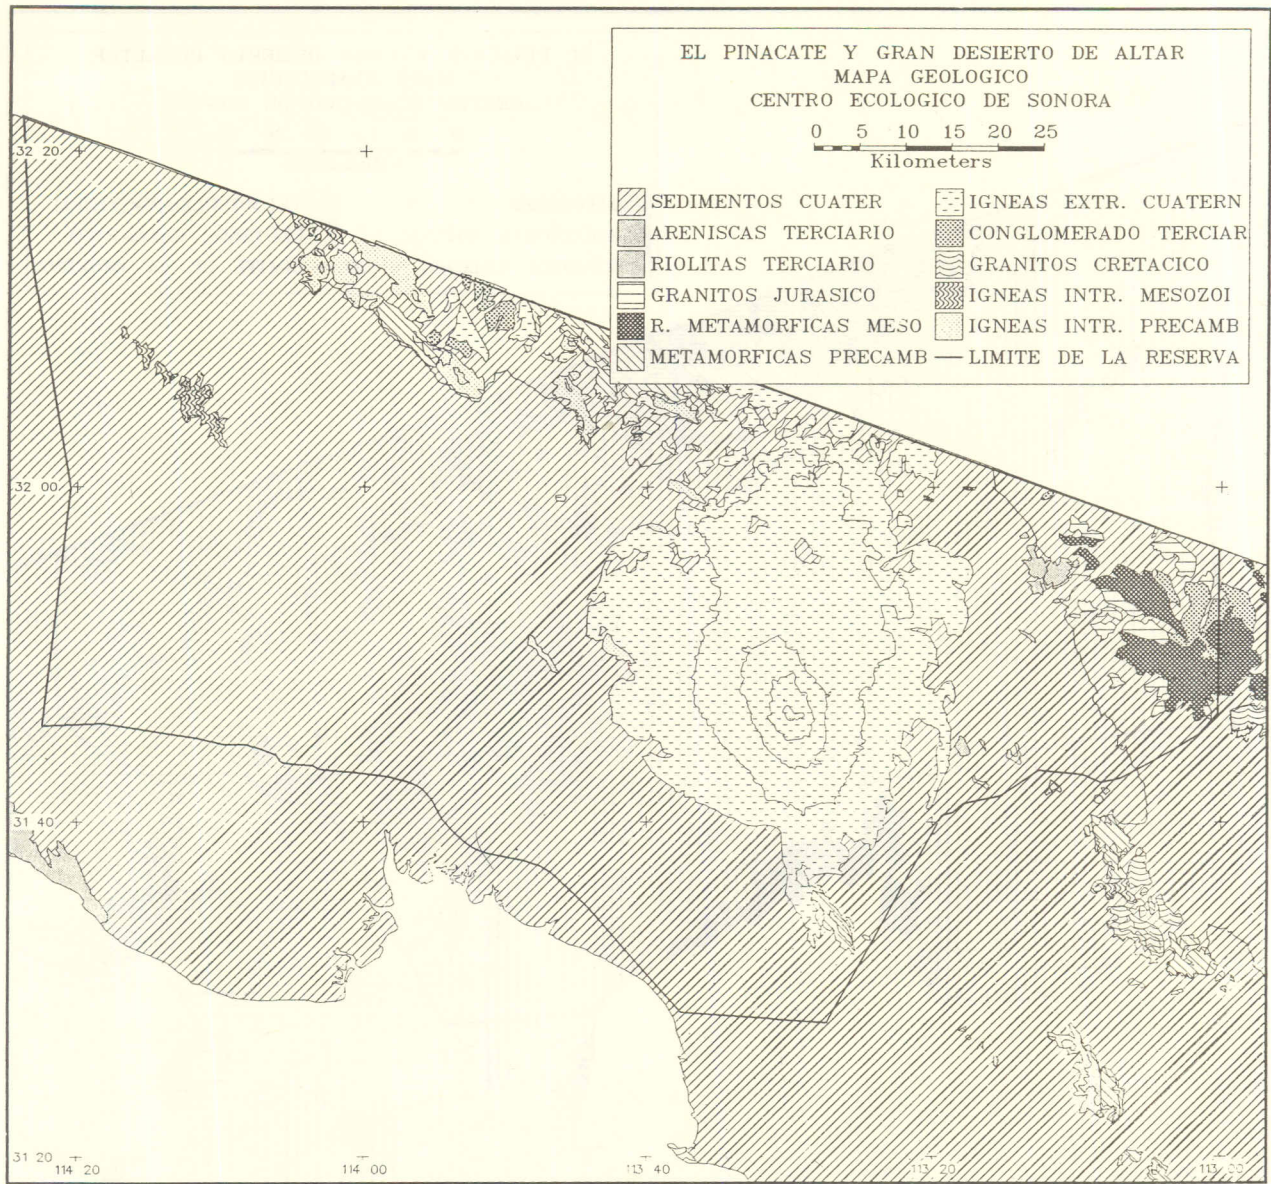 EL PINACATE Y GRAN DESIERTO DE ALTAR
MAPA GEOLOGICO
CENTRO ECOLOGICO DE SONORA
0 5 10 15 20 25
Kilometers
SEDIMENTOS CUATER
ARENISCAS TERCIARIO
RIOLITAS TERCIARIO
GRANITOS JURASICO
R. METAMORFICAS MESO
METAMORFICAS PRECAMB
IGNEAS EXTR. CUATERN
CONGLOMERADO TERCIAR
GRANITOS CRETACICO
IGNEAS INTR. MESOZOI
IGNEAS INTR. PRECAMB
LIMITE DE LA RESERVA
32 20
32 00
31 40
31 20
114 20
114 00
113 40
113 20
113 00